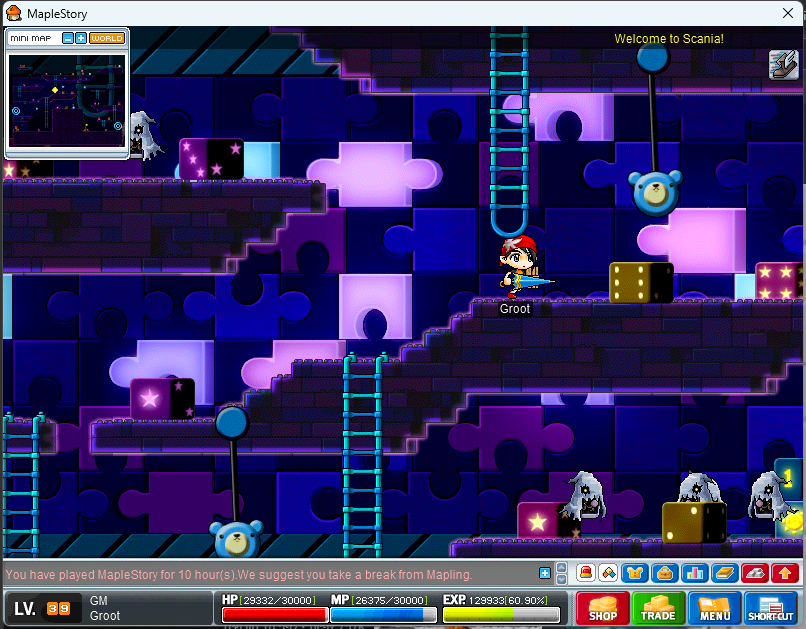 MapleStory
MINI MAP
WORLD
Welcome to Scania!
Groot
1
You have played MapleStory for 10 hour(s).We suggest you take a break from Mapling.
LV. 39
GM
Groot
HP[29332/30000]
MP[26375/30000]
EXP.129933[60.90%]
SHOP
TRADE
MENU
SHORTCUT